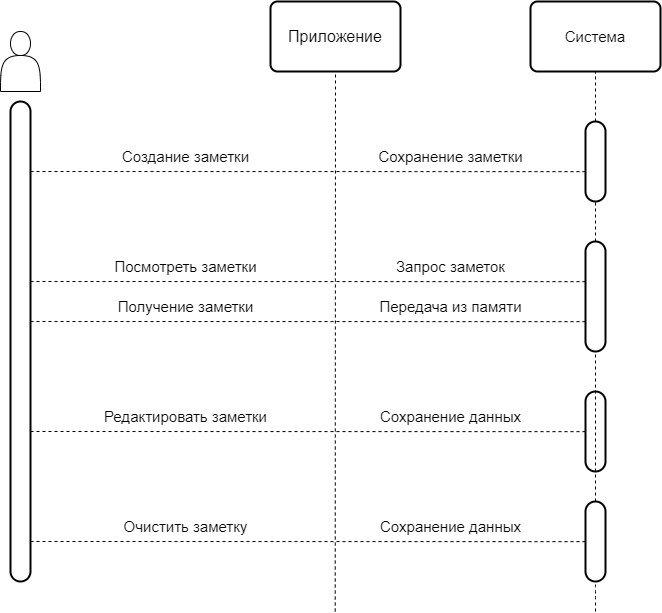 Приложение
Система
Создание заметки
Сохранение заметки
Посмотреть заметки
Запрос заметок
Получение заметки
Передача из памяти
Редактировать заметки
Сохранение данных
Очистить заметку
Сохранение данных